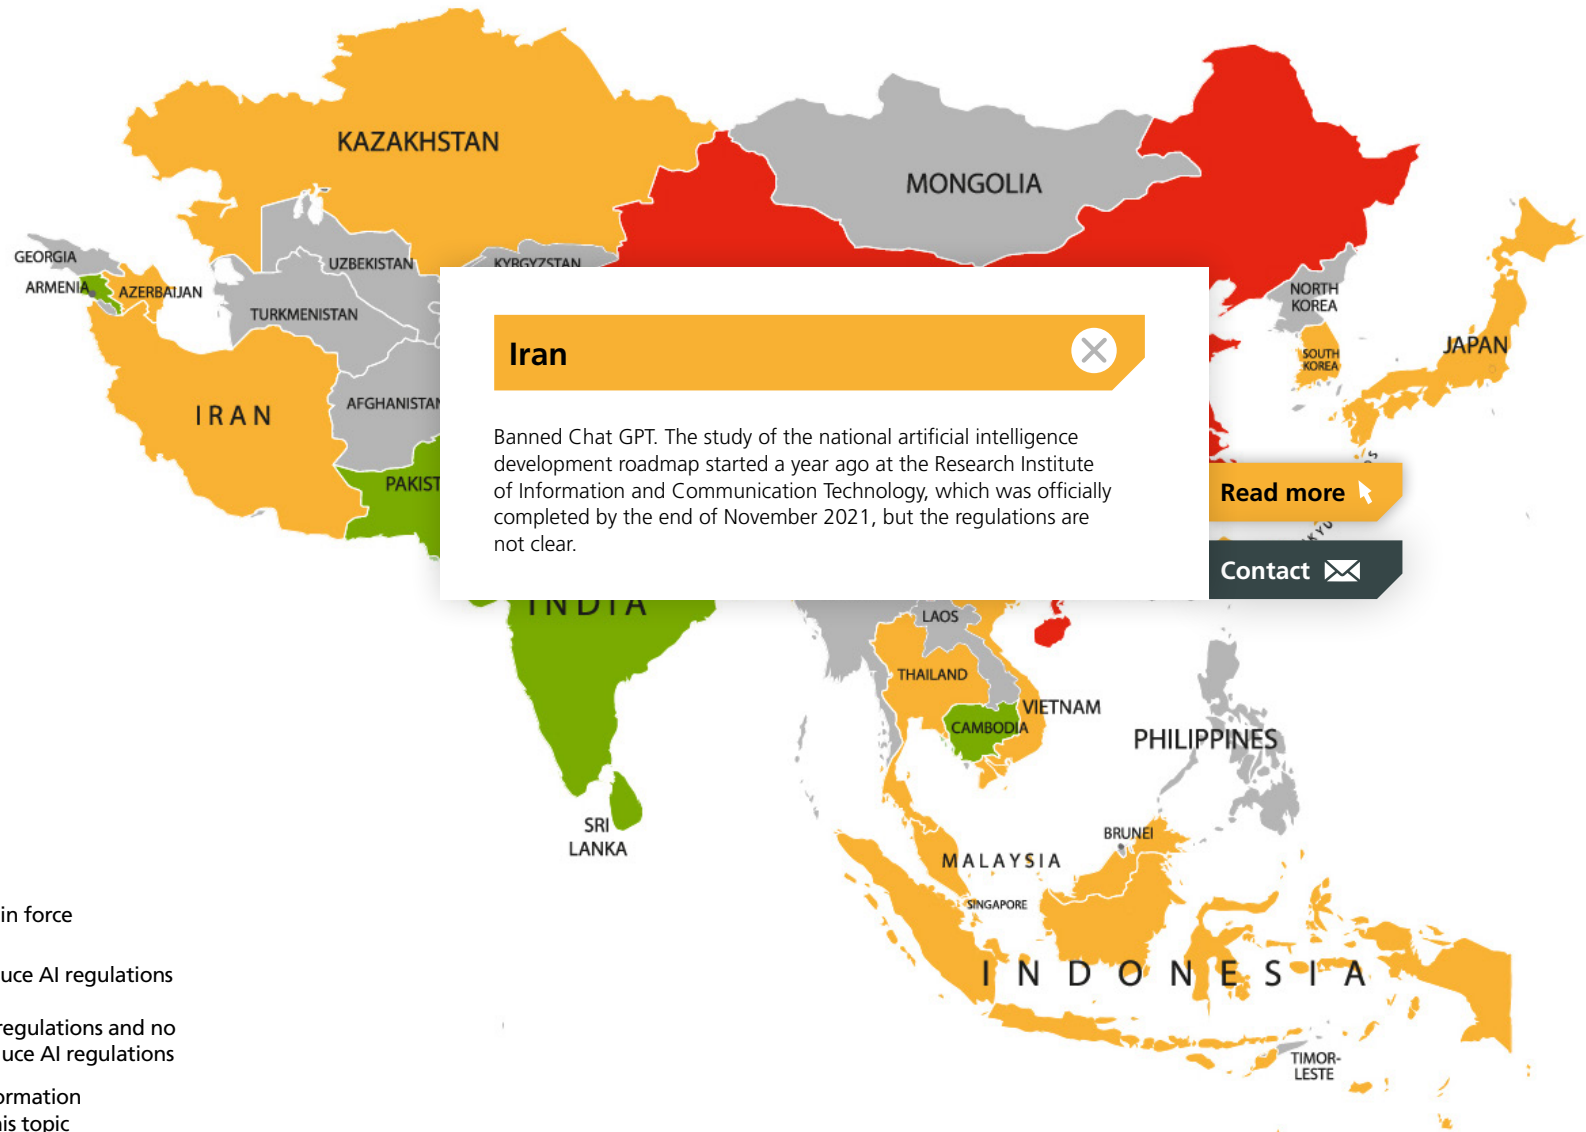 KAZAKHSTAN
MONGOLIA
GEORGIA
UZBEKISTAN
KYRGYZSTAN
ARMENIA
AZERBAIJAN
NORTH
KOREA
TURKMENISTAN
SOUTH
KOREA
JAPAN
Iran
AFGHANISTAN
IRAN
Banned Chat GPT. The study of the national artificial intelligence
development roadmap started a year ago at the Research Institute
of Information and Communication Technology, which was officially
completed by the end of November 2021, but the regulations are
not clear.
PAKIST
Read more
Contact
INDIA
LAOS
THAILAND
VIETNAM
CAMBODIA
PHILIPPINES
SRI
LANKA
BRUNEI
MALAYSIA
SINGAPORE
INDONESIA
TIMOR-
LESTE
in force
uce AI regulations
regulations and no
uce AI regulations
ormation
is topic